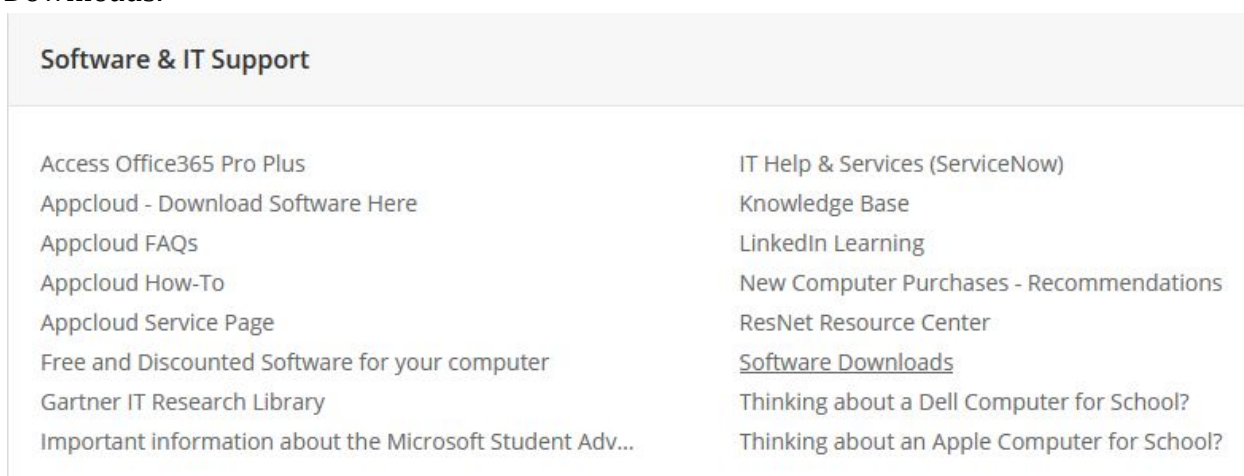 Software & IT Support
Access Office365 Pro Plus
Appcloud - Download Software Here
Appcloud FAQs
Appcloud How-To
Appcloud Service Page
Free and Discounted Software for your computer
Gartner IT Research Library
Important information about the Microsoft Student Adv...
IT Help & Services (ServiceNow)
Knowledge Base
LinkedIn Learning
New Computer Purchases - Recommendations
ResNet Resource Center
Software Downloads
Thinking about a Dell Computer for School?
Thinking about an Apple Computer for School?